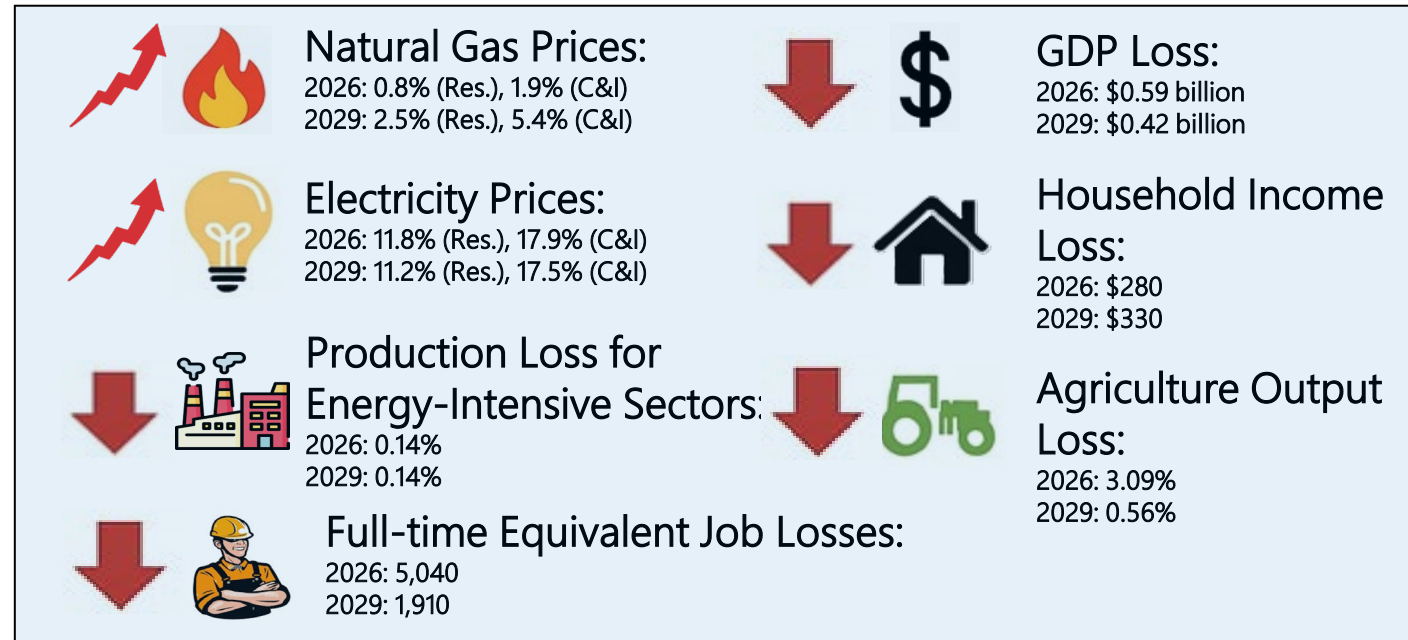 Natural Gas Prices:
2026: 0.8% (Res.), 1.9% (C&I)
2029: 2.5% (Res.), 5.4% (C&I)
Electricity Prices:
2026: 11.8% (Res.), 17.9% (C&I)
2029: 11.2% (Res.), 17.5% (C&I)
Production Loss for
Energy-Intensive Sectors:
2026: 0.14%
2029: 0.14%
Full-time Equivalent Job Losses:
2026: 5,040
2029: 1,910
$
GDP Loss:
2026: $0.59 billion
2029: $0.42 billion
Household Income
Loss:
2026: $280
2029: $330
Agriculture Output
Loss:
2026: 3.09%
2029: 0.56%